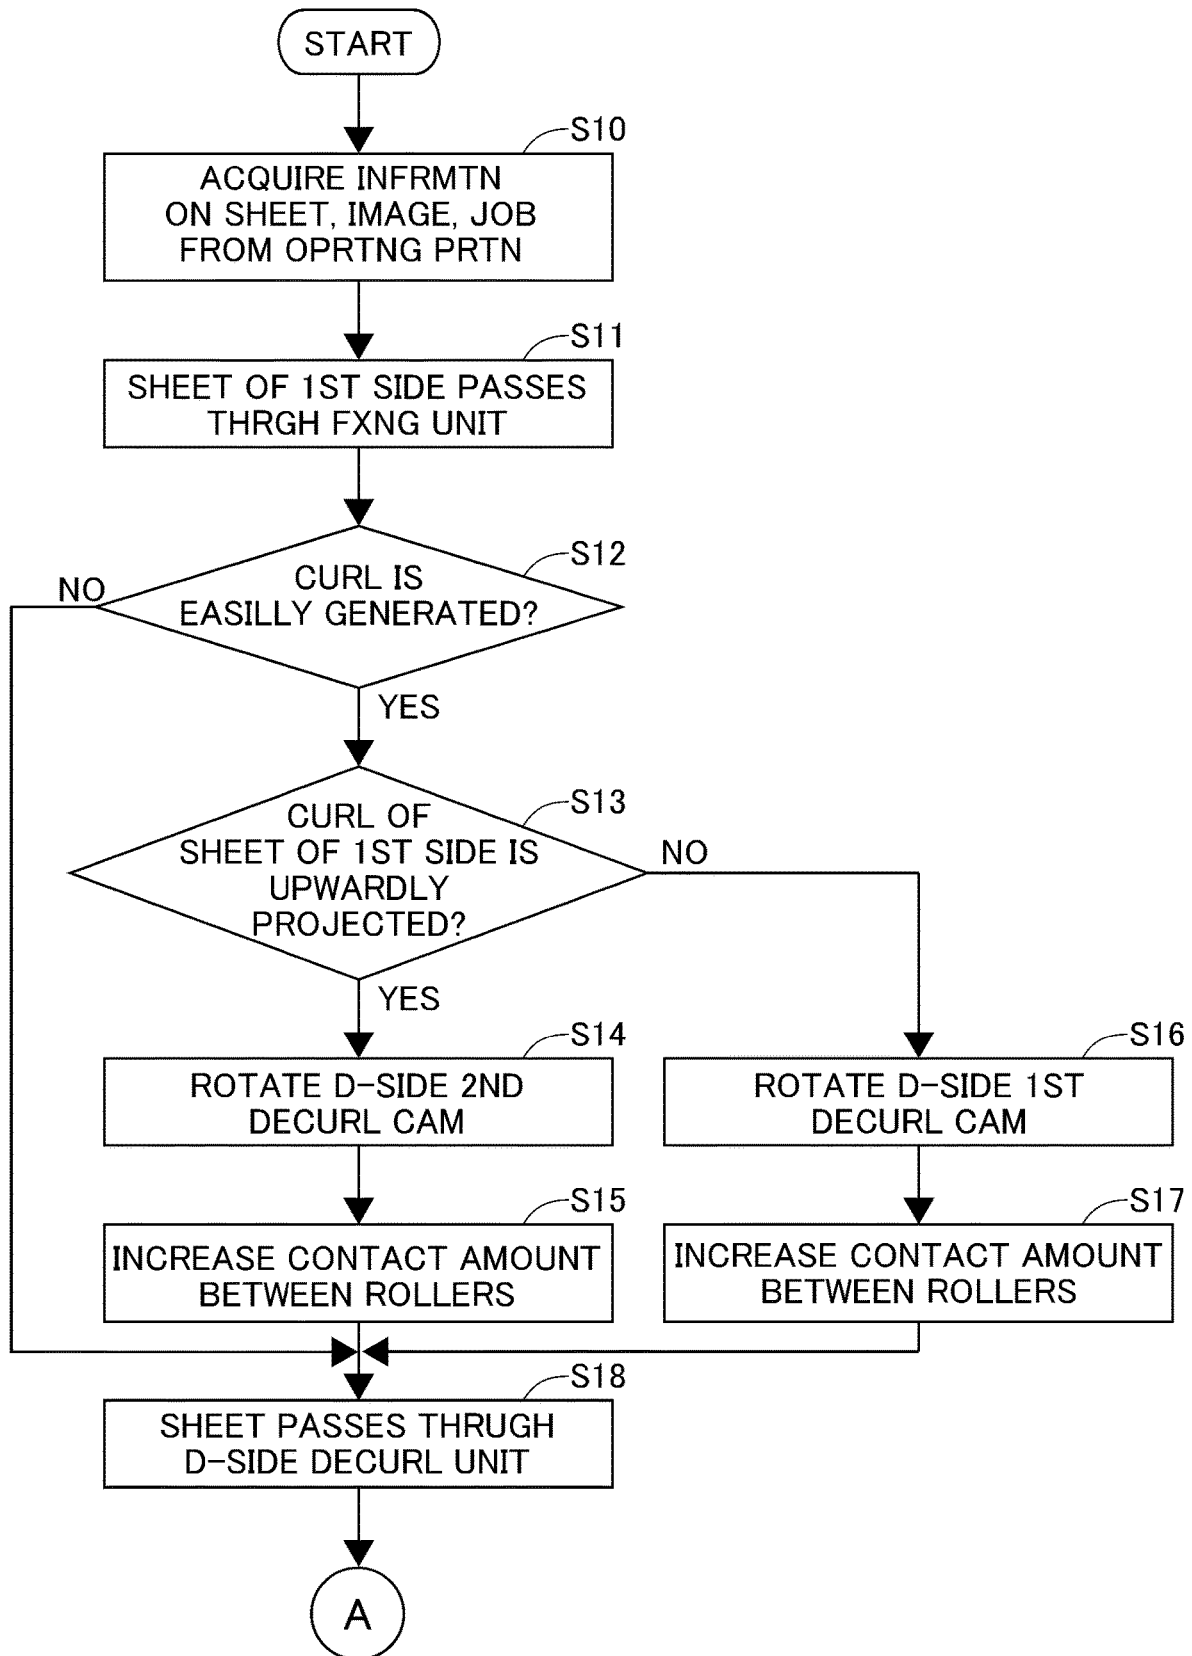 START
S10
ACQUIRE INFRMTN
ON SHEET, IMAGE, JOB
FROM OPRTNG PRTN
S11
SHEET OF 1ST SIDE PASSES
THRGH FXNG UNIT
S12
CURL IS
EASILLY GENERATED?
NO
YES
S13
CURL OF
SHEET OF 1ST SIDE IS
UPWARDLY
PROJECTED?
NO
YES
S14
ROTATE D-SIDE 2ND
DECURL CAM
S16
ROTATE D-SIDE 1ST
DECURL CAM
S15
INCREASE CONTACT AMOUNT
BETWEEN ROLLERS
S17
INCREASE CONTACT AMOUNT
BETWEEN ROLLERS
S18
SHEET PASSES THRUGH
D-SIDE DECURL UNIT
A